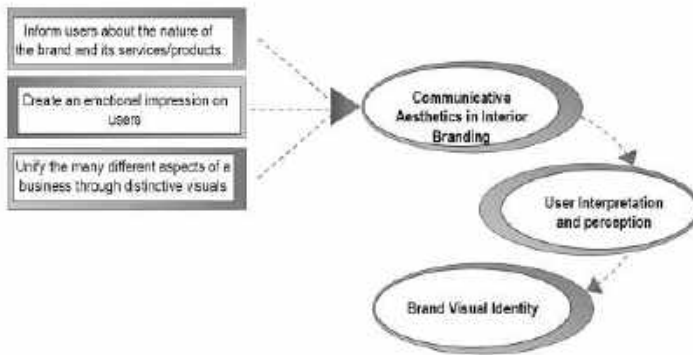 Inform users about the nature of
the brand and its services/products
Create an emotional impression on
users
Unify the many different aspects of a
business through distinctive visuals
Communicative
Aesthetics in Interior
Branding
User Interpretation
and perception
Brand Visual Identity